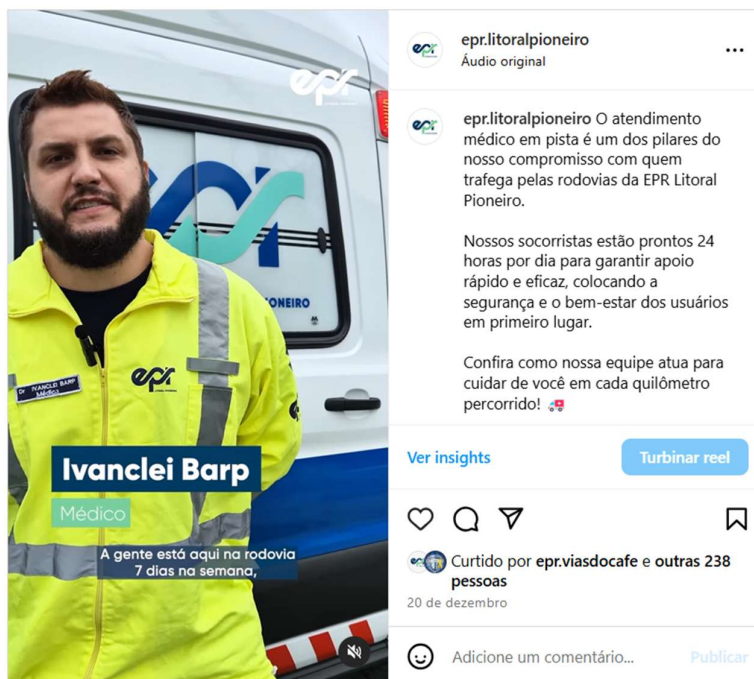 epr
epr.litoralpioneiro
Áudio original
epr.litoralpioneiro O atendimento
médico em pista é um dos pilares do
nosso compromisso com quem
trafega pelas rodovias da EPR Litoral
Pioneiro.
Nossos socorristas estão prontos 24
horas por dia para garantir apoio
rápido e eficaz, colocando a
segurança e o bem-estar dos usuários
em primeiro lugar.
Confira como nossa equipe atua para
cuidar de você em cada quilômetro
percorrido! 🚑
Ver insights
Turbinar reel
Curtido por epr.viasdocafe e outras 238
pessoas
20 de dezembro
Adicione um comentário...
Publicar
IONEIRO
Dr. IVANCLEI BARP
Médico
epr
Ivanclei Barp
Médico
A gente está aqui na rodovia
7 dias na semana,